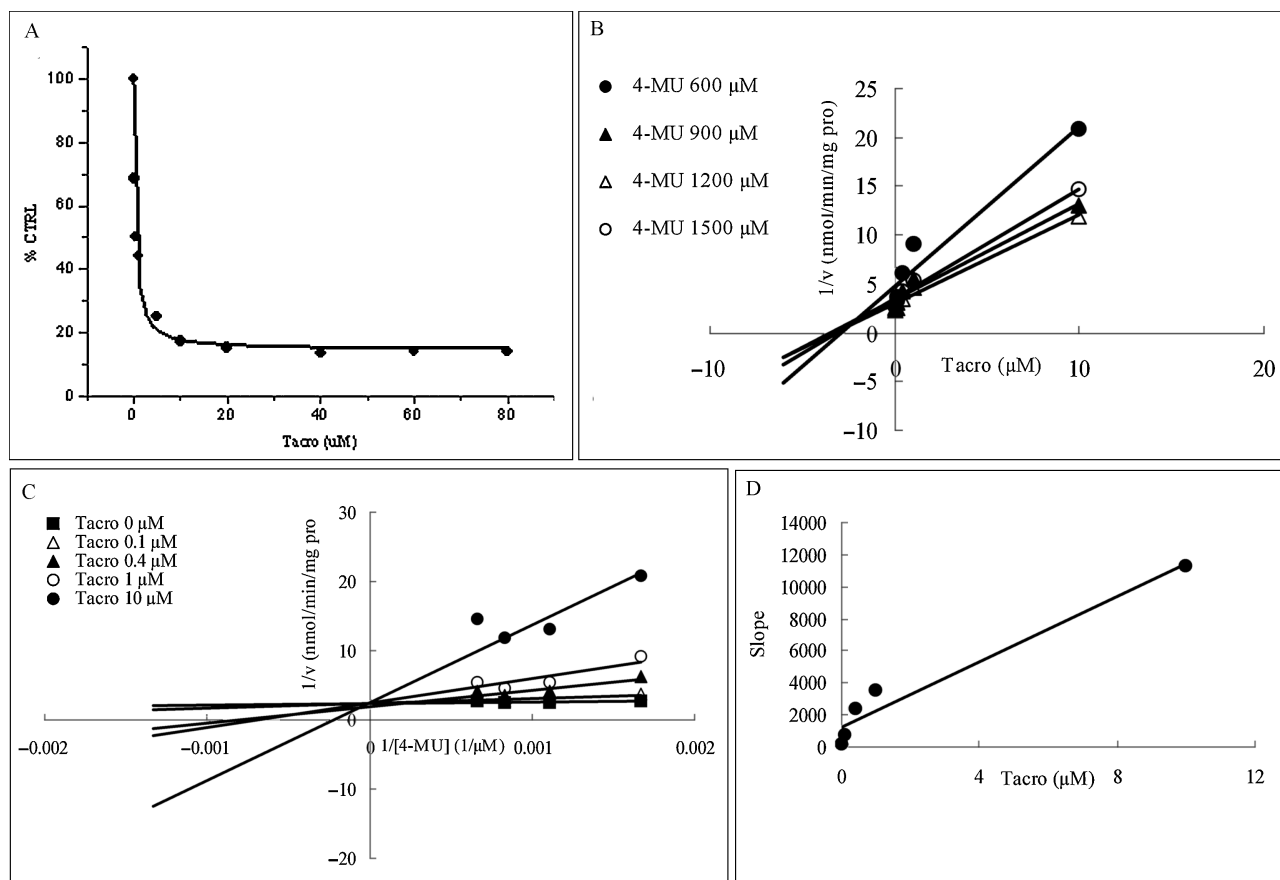 A
% CTRL
100
80
60
40
20
0
0
20
40
60
80
Tacro (uM)
B
4-MU 600 μM
4-MU 900 μM
4-MU 1200 μM
4-MU 1500 μM
1/v (nmol/min/mg pro)
25
20
15
10
5
0
−5
−10
−10
0
10
20
Tacro (μM)
C
Tacro 0 μM
Tacro 0.1 μM
Tacro 0.4 μM
Tacro 1 μM
Tacro 10 μM
1/v (nmol/min/mg pro
30
20
10
0
−10
−20
−0.002
−0.001
0
0.001
0.002
1/[4-MU] (1/μM)
D
Slope
14000
12000
10000
8000
6000
4000
2000
0
0
4
8
12
Tacro (μM)